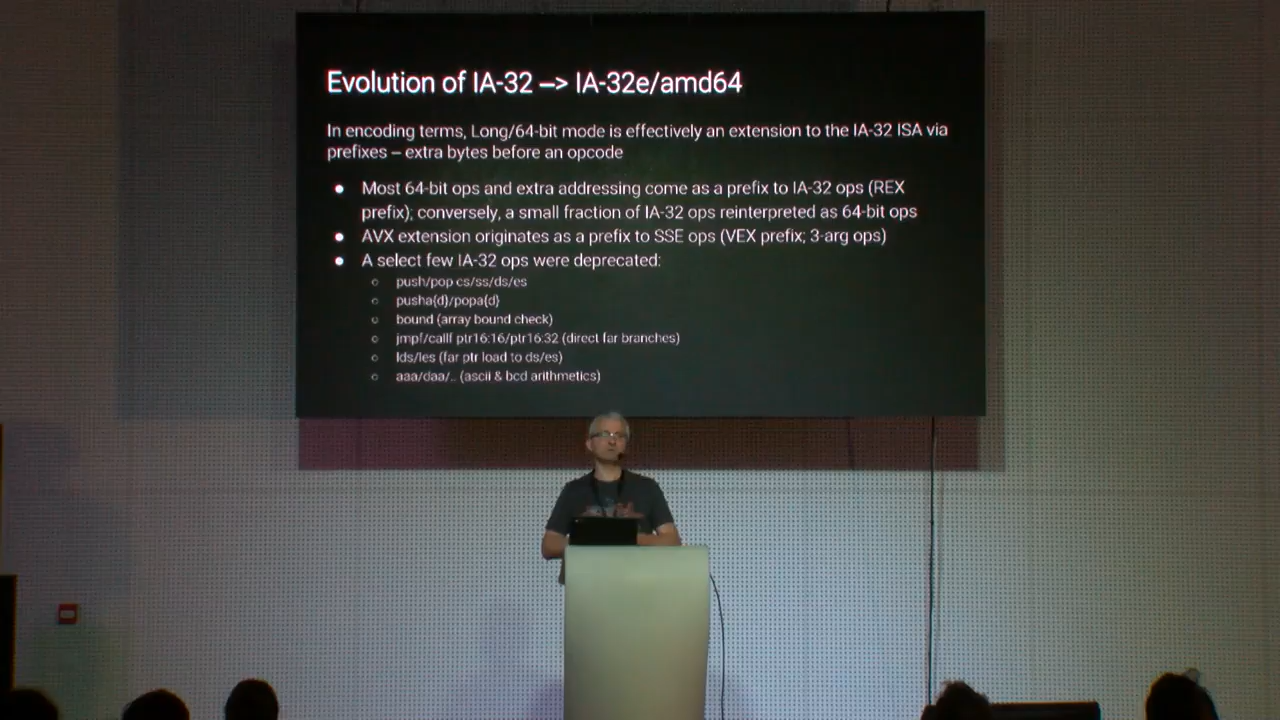 Evolution of IA-32 –> IA-32e/amd64
In encoding terms, Long/64-bit mode is effectively an extension to the IA-32 ISA via
prefixes – extra bytes before an opcode
● Most 64-bit ops and extra addressing come as a prefix to IA-32 ops (REX
prefix); conversely, a small fraction of IA-32 ops reinterpreted as 64-bit ops
● AVX extension originates as a prefix to SSE ops (VEX prefix; 3-arg ops)
● A select few IA-32 ops were deprecated:
○ push/pop cs/ss/ds/es
○ pusha{d}/popa{d}
○ bound (array bound check)
○ jmpf/callf ptr16:16/ptr16:32 (direct far branches)
○ lds/les (far ptr load to ds/es)
○ aaa/daa/.. (ascii & bcd arithmetics)